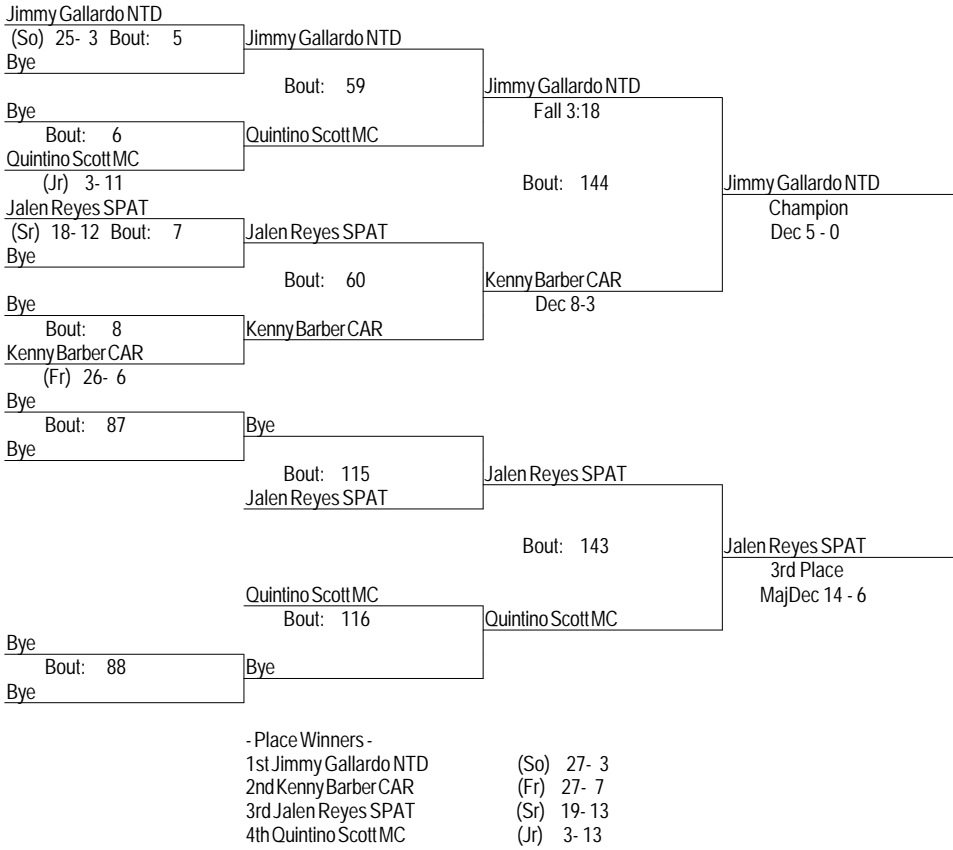 Jimmy Gallardo NTD
(So) 25- 3 Bout: 5
Jimmy Gallardo NTD
Bye
Bout: 59
Jimmy Gallardo NTD
Bye
Fall 3:18
Bout: 6
Quintino Scott MC
Quintino Scott MC
(Jr) 3- 11
Bout: 144
Jimmy Gallardo NTD
Jalen Reyes SPAT
Champion
(Sr) 18- 12 Bout: 7
Jalen Reyes SPAT
Dec 5 - 0
Bye
Bout: 60
Kenny Barber CAR
Bye
Dec 8-3
Bout: 8
Kenny Barber CAR
Kenny Barber CAR
(Fr) 26- 6
Bye
Bout: 87
Bye
Bye
Bout: 115
Jalen Reyes SPAT
Jalen Reyes SPAT
Bout: 143
Jalen Reyes SPAT
3rd Place
MajDec 14 - 6
Quintino Scott MC
Bout: 116
Quintino Scott MC
Bye
Bout: 88
Bye
Bye
- Place Winners -
1st Jimmy Gallardo NTD (So) 27- 3
2nd Kenny Barber CAR (Fr) 27- 7
3rd Jalen Reyes SPAT (Sr) 19- 13
4th Quintino Scott MC (Jr) 3- 13